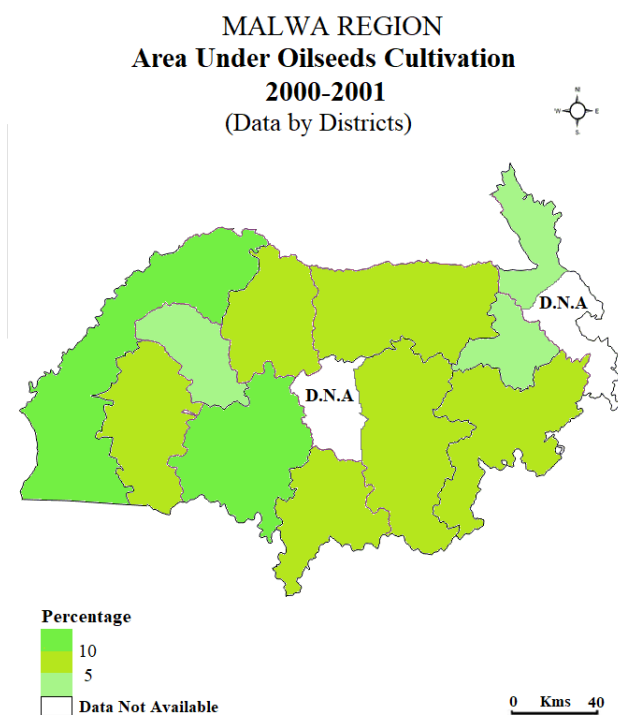 MALWA REGION
Area Under Oilseeds Cultivation
2000-2001
(Data by Districts)
N
W E
S
D.N.A
D.N.A
Percentage
10
5
Data Not Available
0 Kms 40